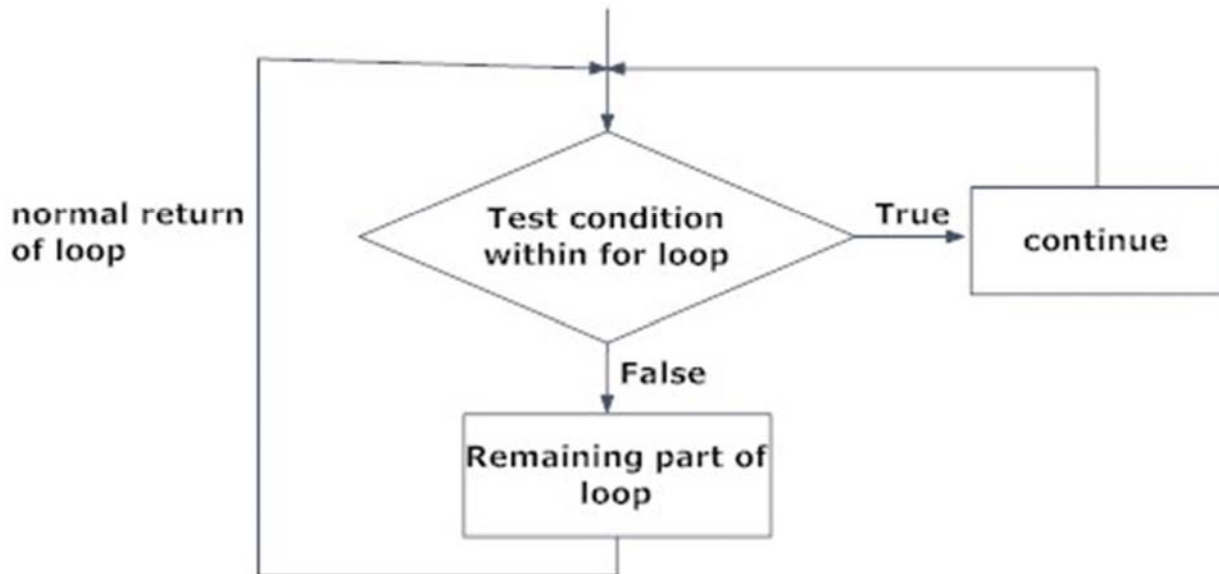 normal return
of loop
Test condition
within for loop
True
continue
False
Remaining part of
loop